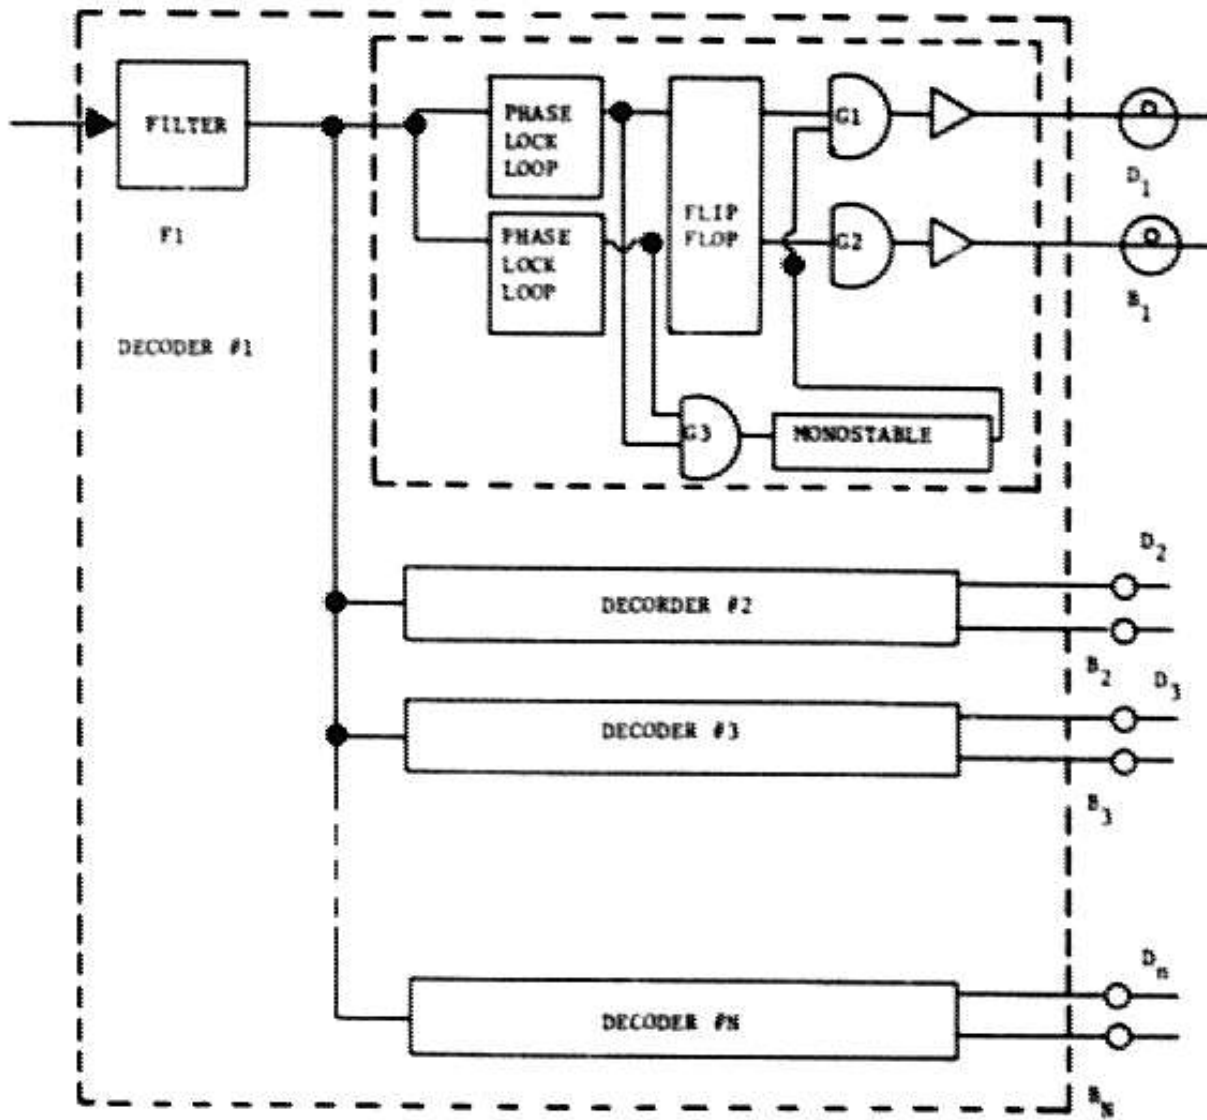 FILTER
F1
DECODER #1
PHASE
LOCK
LOOP
PHASE
LOCK
LOOP
FLIP
FLOP
G1
G2
G3
MONOSTABLE
D1
B1
DECORDER #2
D2
B2
DECODER #3
D3
B3
DECODER #N
Dn
BN